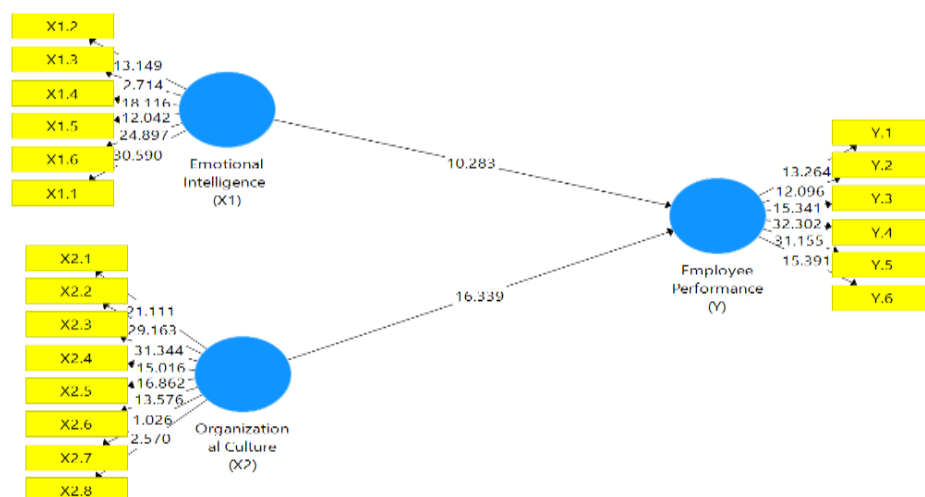 X1.2
X1.3
X1.4
X1.5
X1.6
X1.1
13.149
2.714
18.116
12.042
24.897
30.590
Emotional
Intelligence
(X1)
10.283
X2.1
X2.2
X2.3
X2.4
X2.5
X2.6
X2.7
X2.8
21.111
29.163
31.344
15.016
16.862
13.576
1.026
2.570
Organization
al Culture
(X2)
16.339
Employee
Performance
(Y)
13.264
12.096
15.341
32.302
31.155
15.391
Y.1
Y.2
Y.3
Y.4
Y.5
Y.6